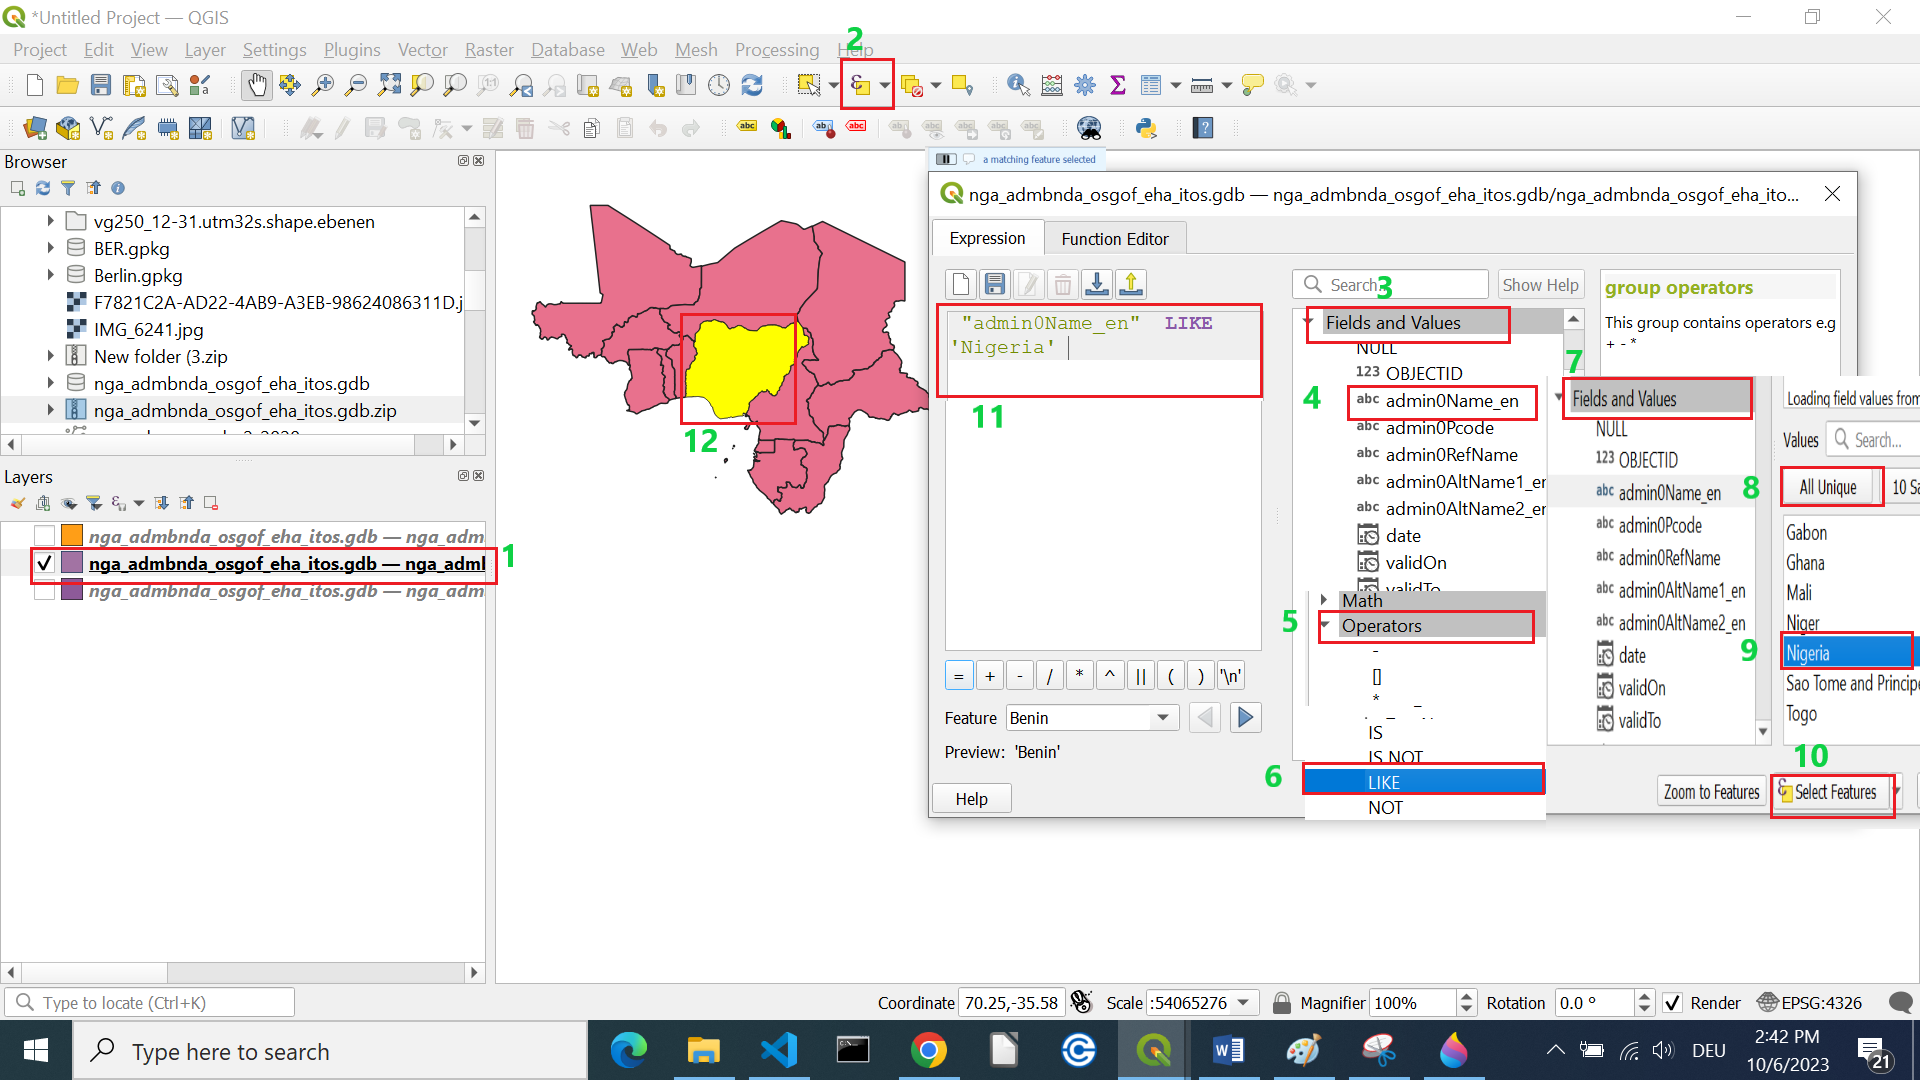 *Untitled Project — QGIS
Project Edit View Layer Settings Plugins Vector Raster Database Web Mesh Processing Help
2
Browser
vg250_12-31.utm32s.shape.ebenen
BER.gpkg
Berlin.gpkg
F7821C2A-AD22-4AB9-A3EB-98624086311D.j
IMG_6241.jpg
New folder (3.zip
nga_admbnda_osgof_eha_itos.gdb
nga_admbnda_osgof_eha_itos.gdb.zip
Layers
nga_admbnda_osgof_eha_itos.gdb — nga_adm
nga_admbnda_osgof_eha_itos.gdb — nga_adml
1
nga_admbnda_osgof_eha_itos.gdb — nga_adm
12
a matching feature selected
nga_admbnda_osgof_eha_itos.gdb — nga_admbnda_osgof_eha_itos.gdb/nga_admbnda_osgof_eha_ito...
Expression
Function Editor
"admin0Name_en" LIKE
'Nigeria'
11
= + - / * ^ || ( ) '\n'
Feature Benin
Preview: 'Benin'
Help
Search
3
Show Help
Fields and Values
NULL
123 OBJECTID
4
abc admin0Name_en
abc admin0Pcode
abc admin0RefName
abc admin0AltName1_er
abc admin0AltName2_er
date
validOn
validTo
Math
5
Operators
-
[]
*
IS
IS NOT
6
LIKE
NOT
group operators
This group contains operators e.g
+ - *
7
Fields and Values
NULL
123 OBJECTID
abc admin0Name_en
abc admin0Pcode
abc admin0RefName
abc admin0AltName1_en
abc admin0AltName2_en
date
validOn
validTo
Loading field values from
Values Search...
8
All Unique
10 Sa
Gabon
Ghana
Mali
Niger
9
Nigeria
Sao Tome and Principe
Togo
10
Zoom to Features
Select Features
Type to locate (Ctrl+K)
Coordinate 70.25,-35.58
Scale :54065276
Magnifier 100%
Rotation 0.0 °
Render
EPSG:4326
Type here to search
DEU
2:42 PM
10/6/2023
21